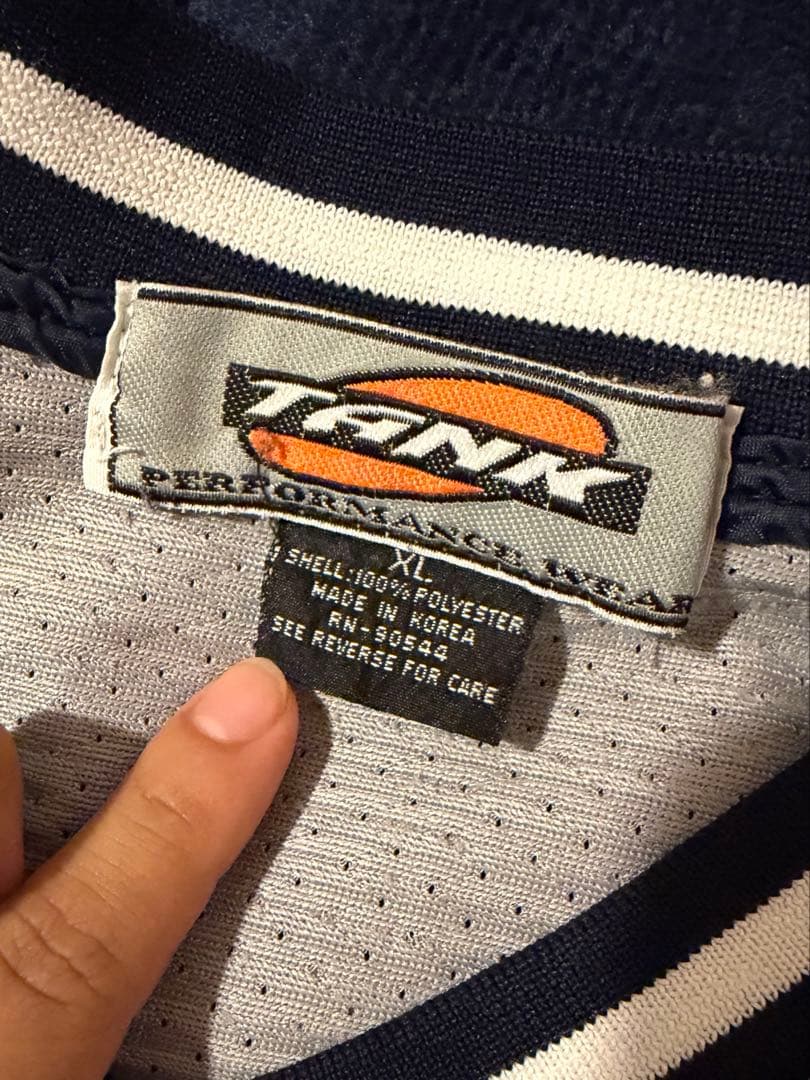 TANK
PERFORMANCE WEAR
XL
SHELL-100% POLYESTER
MADE IN KOREA
RN-90544
SEE REVERSE FOR CARE